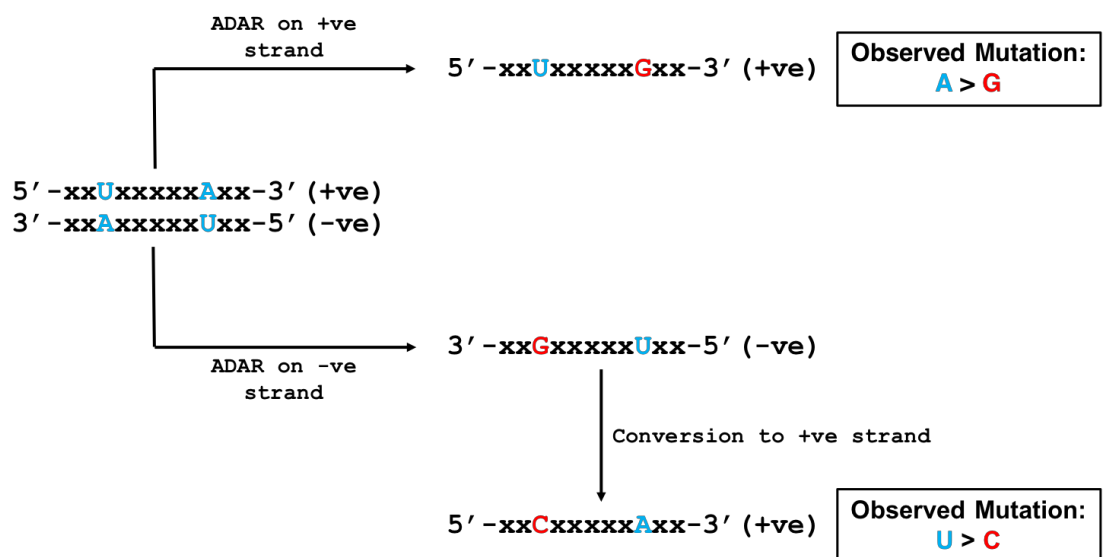 ADAR on +ve
strand
5′-xxUxxxxxGxx-3′(+ve)
Observed Mutation:
A > G
5′-xxUxxxxxAxx-3′(+ve)
3′-xxAxxxxxUxx-5′(-ve)
3′-xxGxxxxxUxx-5′(-ve)
ADAR on -ve
strand
Conversion to +ve strand
5′-xxCxxxxxAxx-3′(+ve)
Observed Mutation:
U > C